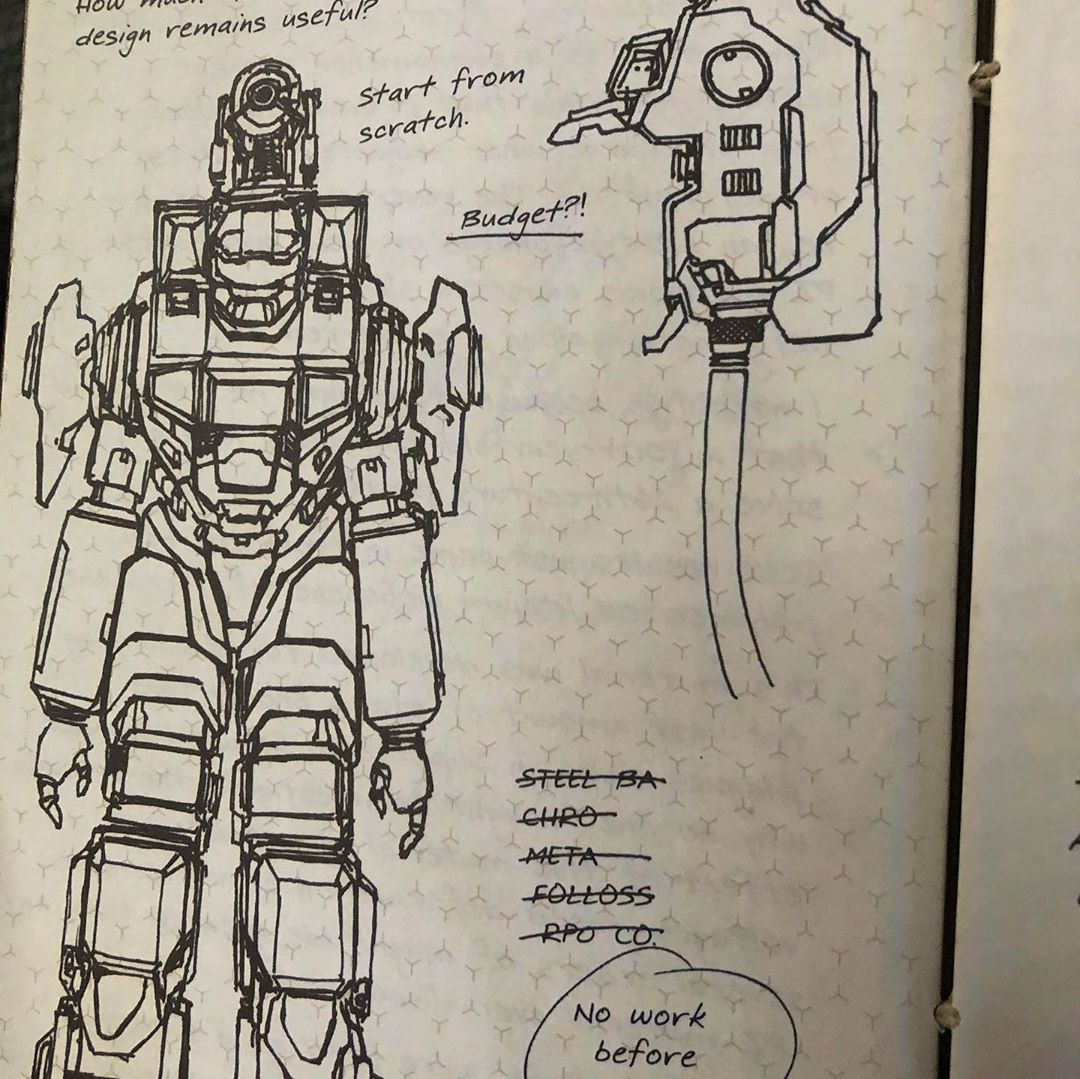 How much
design remains useful?
Start from
scratch.
Budget?!
STEEL BA
CHRO
META
FOLLOSS
RPO CO.
No work
before